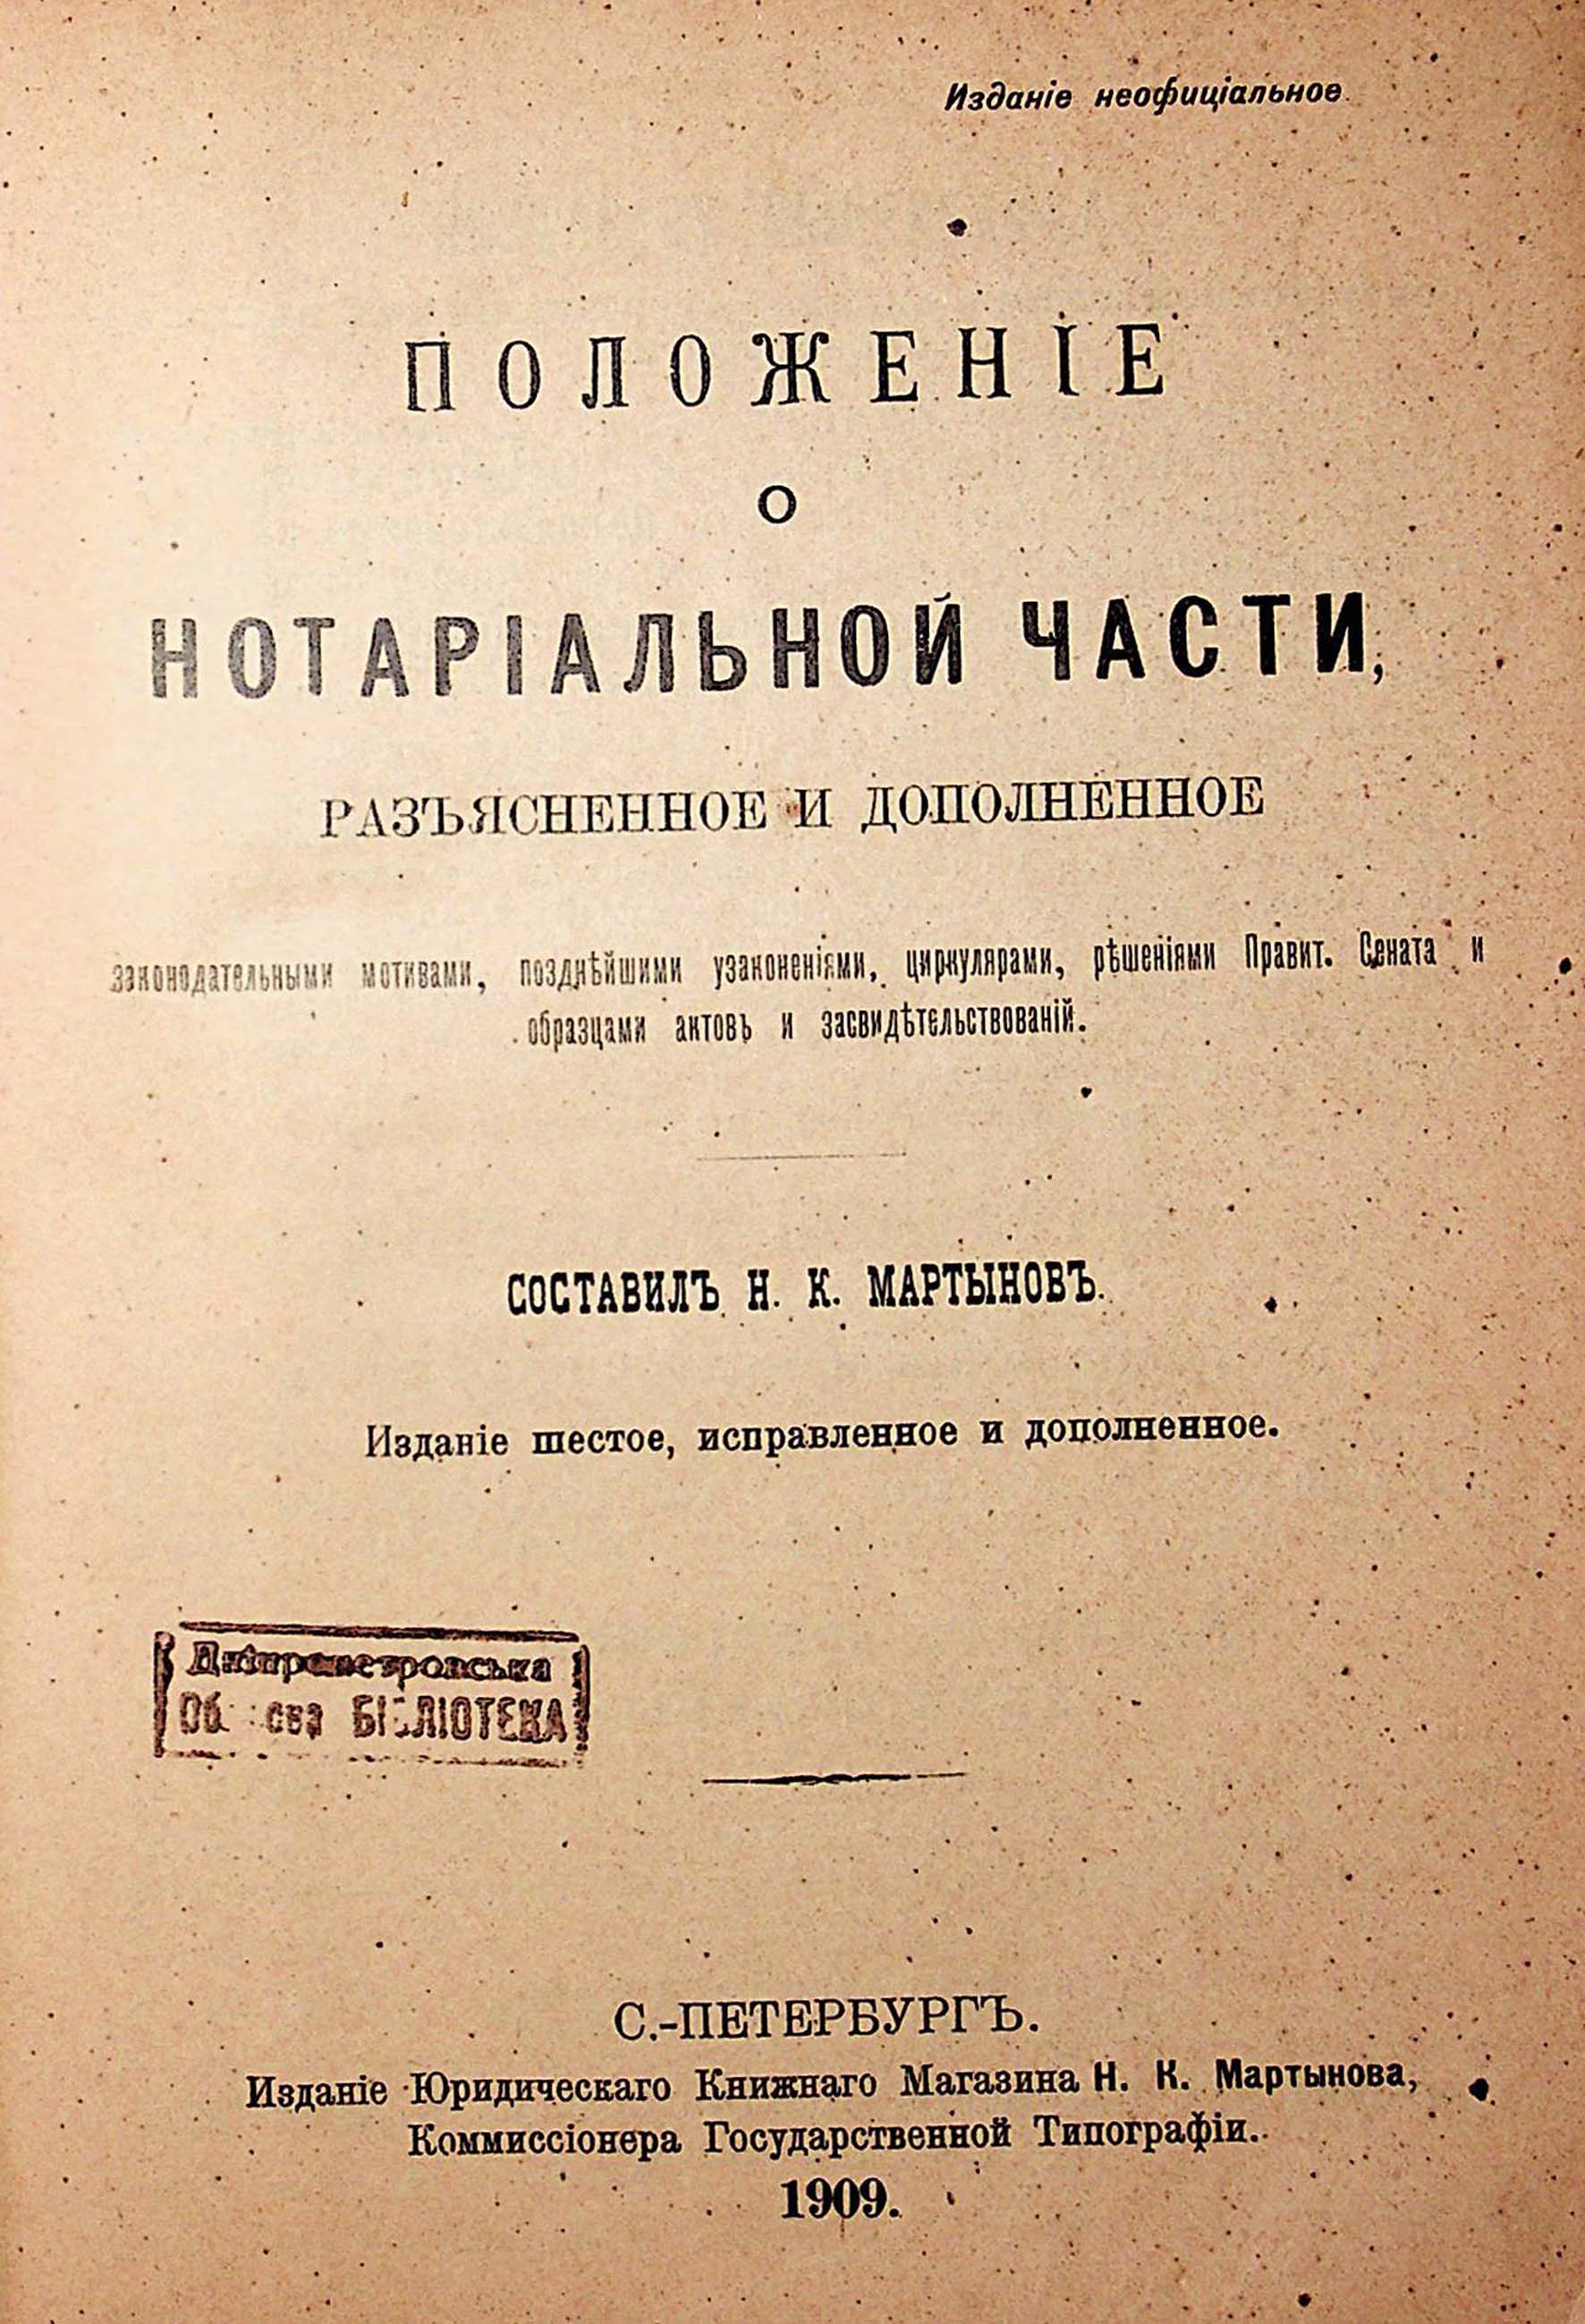 Изданіе неофиціальное.
ПОЛОЖЕНІЕ
О
НОТАРІАЛЬНОЙ ЧАСТИ,
РАЗЪЯСНЕННОЕ И ДОПОЛНЕННОЕ
законодательными мотивами, позднѣйшими узаконеніями, циркулярами, рѣшеніями Правит. Сената и
образцами актовъ и засвидѣтельствованій.
СОСТАВИЛЪ Н. К. МАРТЫНОВЪ.
Изданіе шестое, исправленное и дополненное.
Дніпропетровська
БІБЛІОТЕКА
С.-ПЕТЕРБУРГЪ.
Изданіе Юридическаго Книжнаго Магазина Н. К. Мартынова,
Коммиссіонера Государственной Типографіи.
1909.